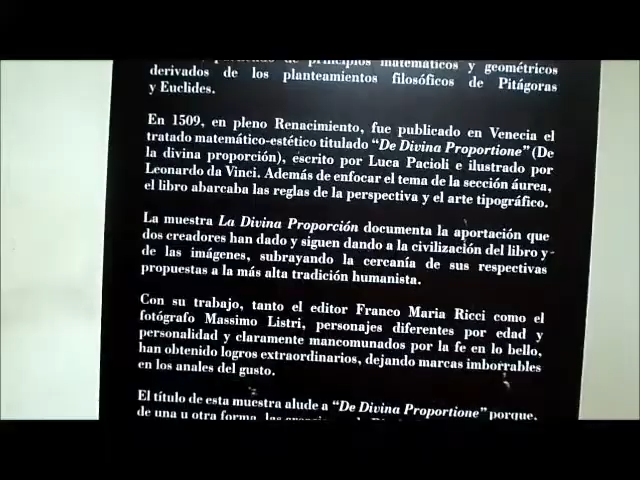 de principios matemáticos y geométricos
derivados de los planteamientos filosóficos de Pitágoras
y Euclides.
En 1509, en pleno Renacimiento, fue publicado en Venecia el
tratado matemático-estético titulado “De Divina Proportione” (De
la divina proporción), escrito por Luca Pacioli e ilustrado por
Leonardo da Vinci. Además de enfocar el tema de la sección áurea,
el libro abarcaba las reglas de la perspectiva y el arte tipográfico.
La muestra La Divina Proporción documenta la aportación que
dos creadores han dado y siguen dando a la civilización del libro y
de las imágenes, subrayando la cercanía de sus respectivas
propuestas a la más alta tradición humanista.
Con su trabajo, tanto el editor Franco Maria Ricci como el
fotógrafo Massimo Listri, personajes diferentes por edad y
personalidad y claramente mancomunados por la fe en lo bello,
han obtenido logros extraordinarios, dejando marcas imborrables
en los anales del gusto.
El título de esta muestra alude a “De Divina Proportione” porque,
de una u otra forma, las